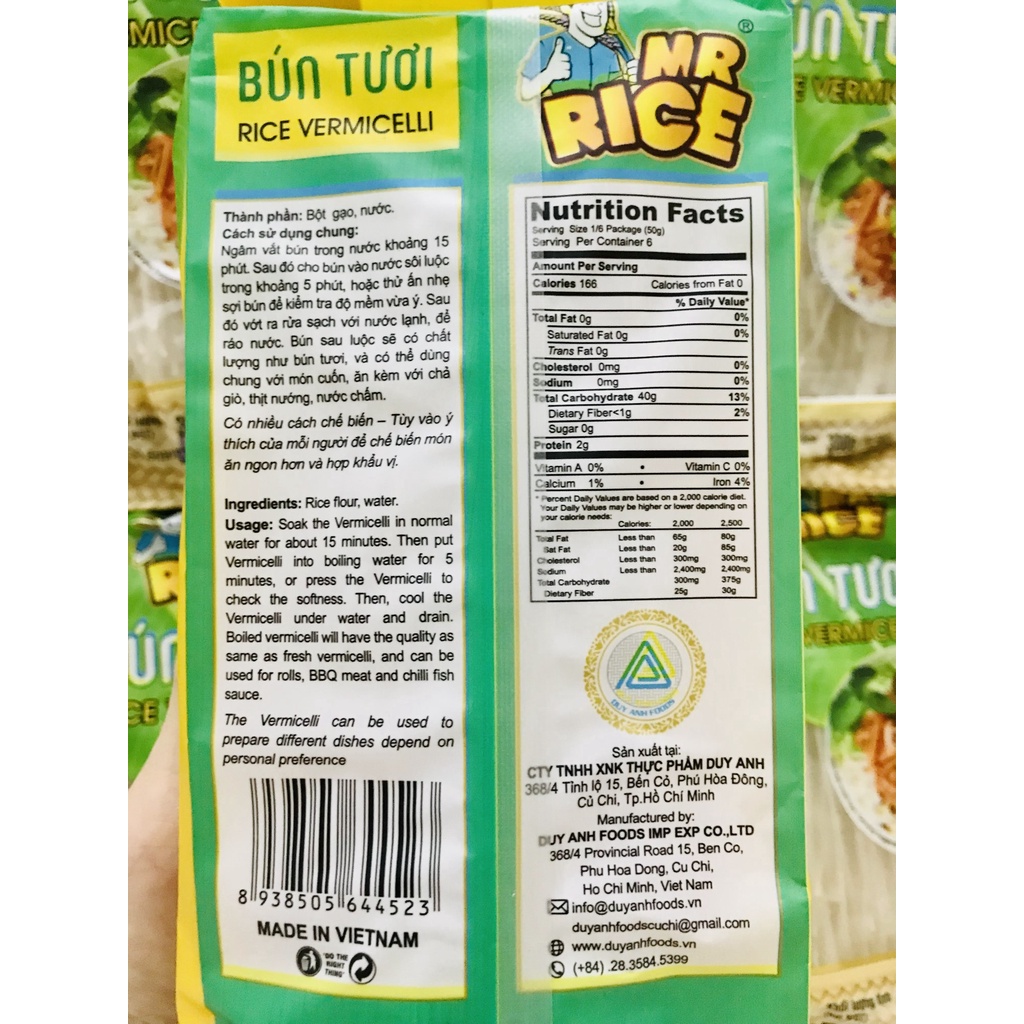 BÚN TƯƠI
RICE VERMICELLI
Thành phần: Bột gạo, nước.
Cách sử dụng chung:
Ngâm vắt bún trong nước khoảng 15
phút. Sau đó cho bún vào nước sôi luộc
trong khoảng 5 phút, hoặc thử ấn nhẹ
sợi bún để kiểm tra độ mềm vừa ý. Sau
đó vớt ra rửa sạch với nước lạnh, để
ráo nước. Bún sau luộc sẽ có chất
lượng như bún tươi, và có thể dùng
chung với món cuốn, ăn kèm với chả
giò, thịt nướng, nước chấm.
Có nhiều cách chế biến – Tùy vào ý
thích của mỗi người để chế biến món
ăn ngon hơn và hợp khẩu vị.
Ingredients: Rice flour, water.
Usage: Soak the Vermicelli in normal
water for about 15 minutes. Then put
Vermicelli into boiling water for 5
minutes, or press the Vermicelli to
check the softness. Then, cool the
Vermicelli under water and drain.
Boiled vermicelli will have the quality as
same as fresh vermicelli, and can be
used for rolls, BBQ meat and chilli fish
sauce.
The Vermicelli can be used to
prepare different dishes depend on
personal preference
8 938505 644523
MADE IN VIETNAM
'DO THE
RIGHT
THING'
MR
RICE
®
Nutrition Facts
Serving Size 1/6 Package (50g)
Serving Per Container 6
Amount Per Serving
Calories 166 Calories from Fat 0
% Daily Value*
Total Fat 0g 0%
Saturated Fat 0g 0%
Trans Fat 0g
Cholesterol 0mg 0%
Sodium 0mg 0%
Total Carbohydrate 40g 13%
Dietary Fiber<1g 2%
Sugar 0g
Protein 2g
Vitamin A 0% • Vitamin C 0%
Calcium 1% • Iron 4%
* Percent Daily Values are based on a 2,000 calorie diet.
Your Daily Values may be higher or lower depending on
your calorie needs:
Calories: 2,000 2,500
Total Fat Less than 65g 80g
Sat Fat Less than 20g 85g
Cholesterol Less than 300mg 300mg
Sodium Less than 2,400mg 2,400mg
Total Carbohydrate 300mg 375g
Dietary Fiber 25g 30g
DUY ANH FOODS
Sản xuất tại:
CTY TNHH XNK THỰC PHẨM DUY ANH
368/4 Tỉnh lộ 15, Bến Cỏ, Phú Hòa Đông,
Củ Chi, Tp.Hồ Chí Minh
Manufactured by:
DUY ANH FOODS IMP EXP CO.,LTD
368/4 Provincial Road 15, Ben Co,
Phu Hoa Dong, Cu Chi,
Ho Chi Minh, Viet Nam
info@duyanhfoods.vn
duyanhfoodscuchi@gmail.com
www.duyanhfoods.vn
(+84) .28.3584.5399